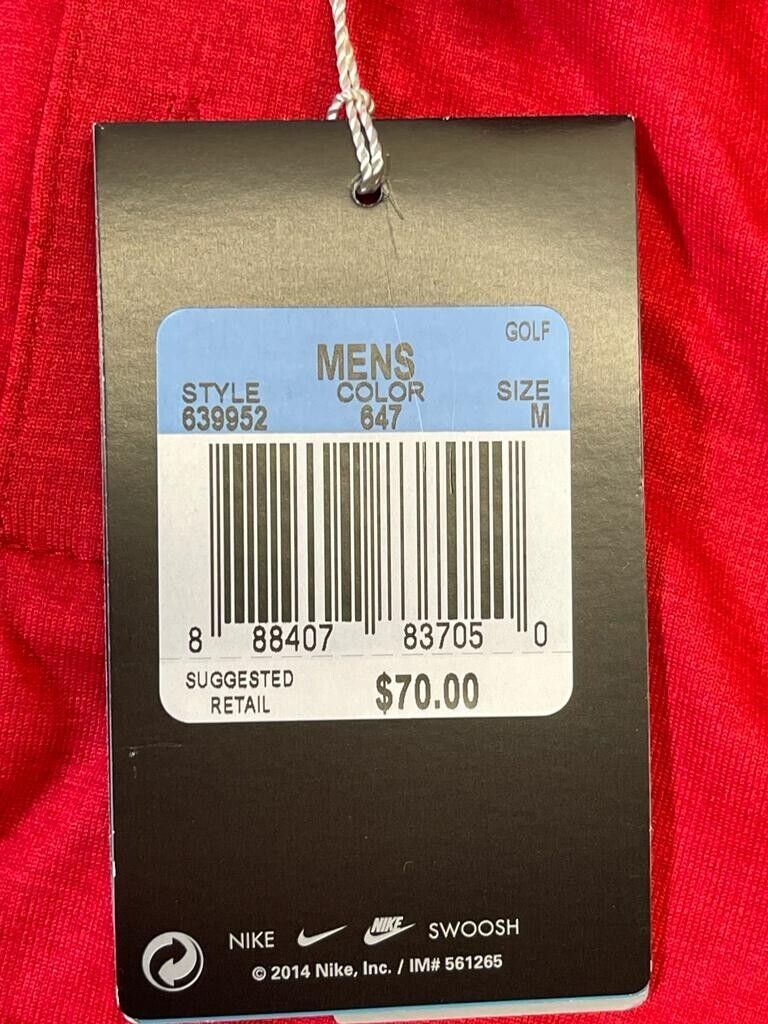 GOLF
MENS
STYLE COLOR SIZE
639952 647 M
8 88407 83705 0
SUGGESTED
RETAIL $70.00
NIKE NIKE SWOOSH
© 2014 Nike, Inc. / IM# 561265